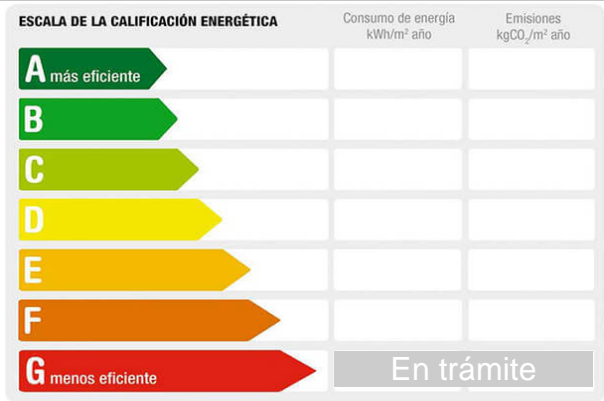 ESCALA DE LA CALIFICACIÓN ENERGÉTICA
Consumo de energía
kWh/m² año
Emisiones
kgCO₂/m² año
A más eficiente
B
C
D
E
F
G menos eficiente
En trámite